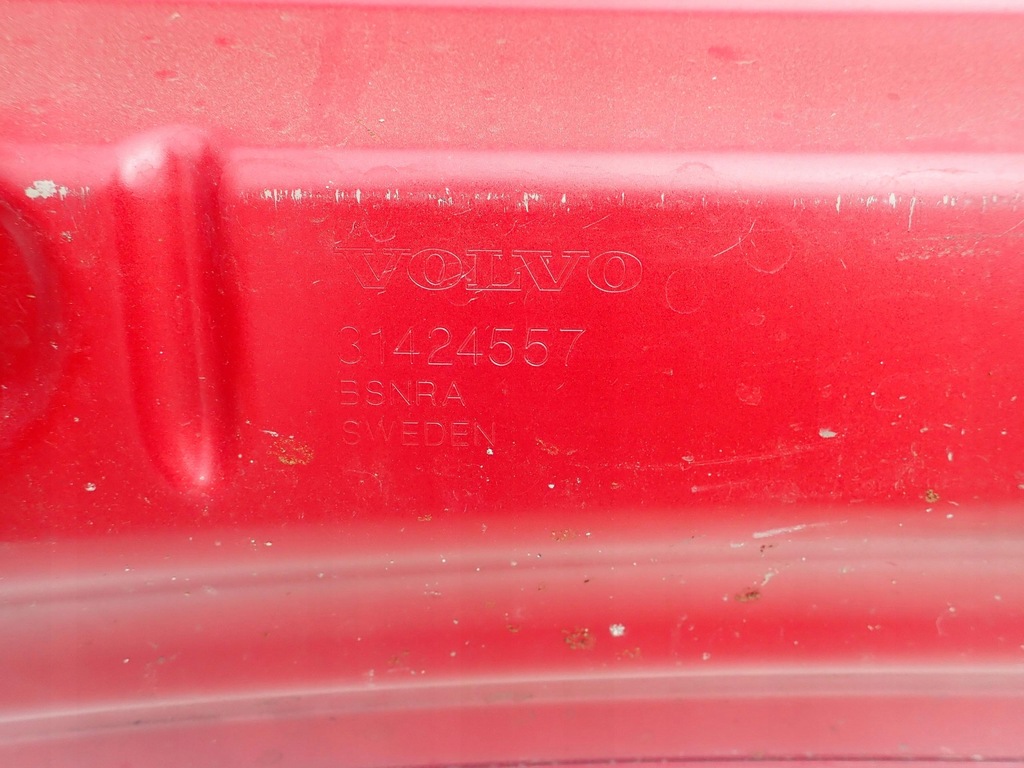 VOLVO
31424557
BSNRA
SWEDEN